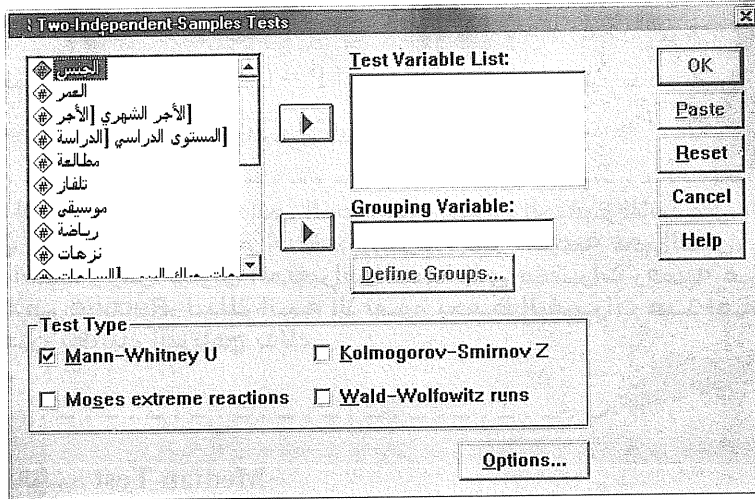 Two-Independent-Samples Tests
الجنس
العمر
الأجر الشهري [الأجر]
المستوى الدراسي [الدراسة]
مطالعة
تلفاز
موسيقى
رياضة
نزهات
Test Variable List:
Grouping Variable:
Define Groups...
OK
Paste
Reset
Cancel
Help
Test Type
Mann-Whitney U
Kolmogorov-Smirnov Z
Moses extreme reactions
Wald-Wolfowitz runs
Options...